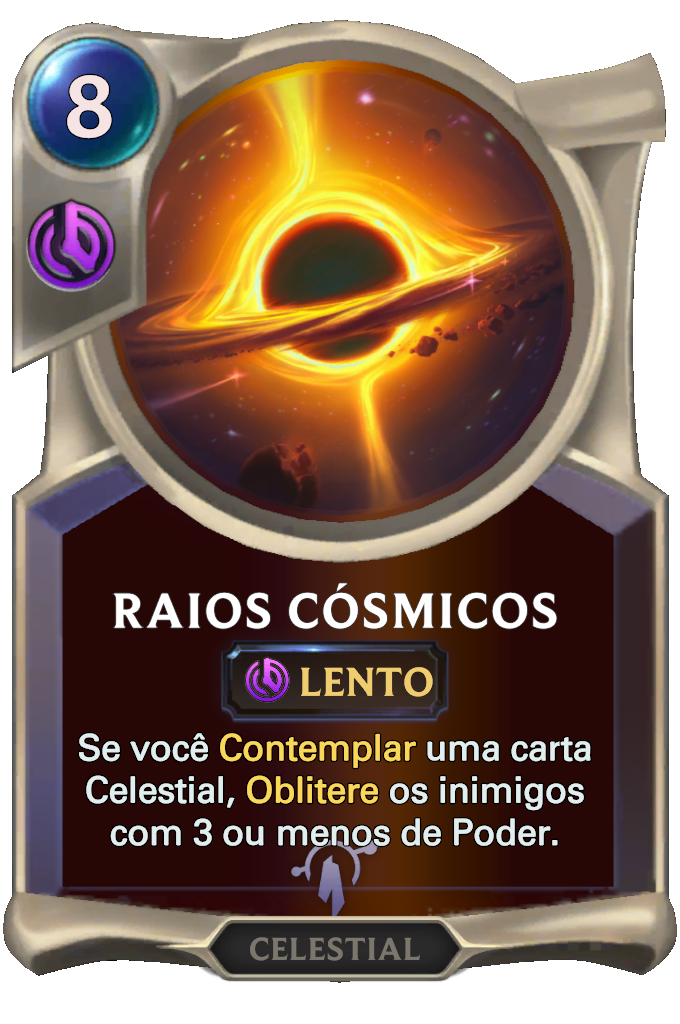 8
RAIOS CÓSMICOS
LENTO
Se você Contemplar uma carta
Celestial, Oblitere os inimigos
com 3 ou menos de Poder.
CELESTIAL